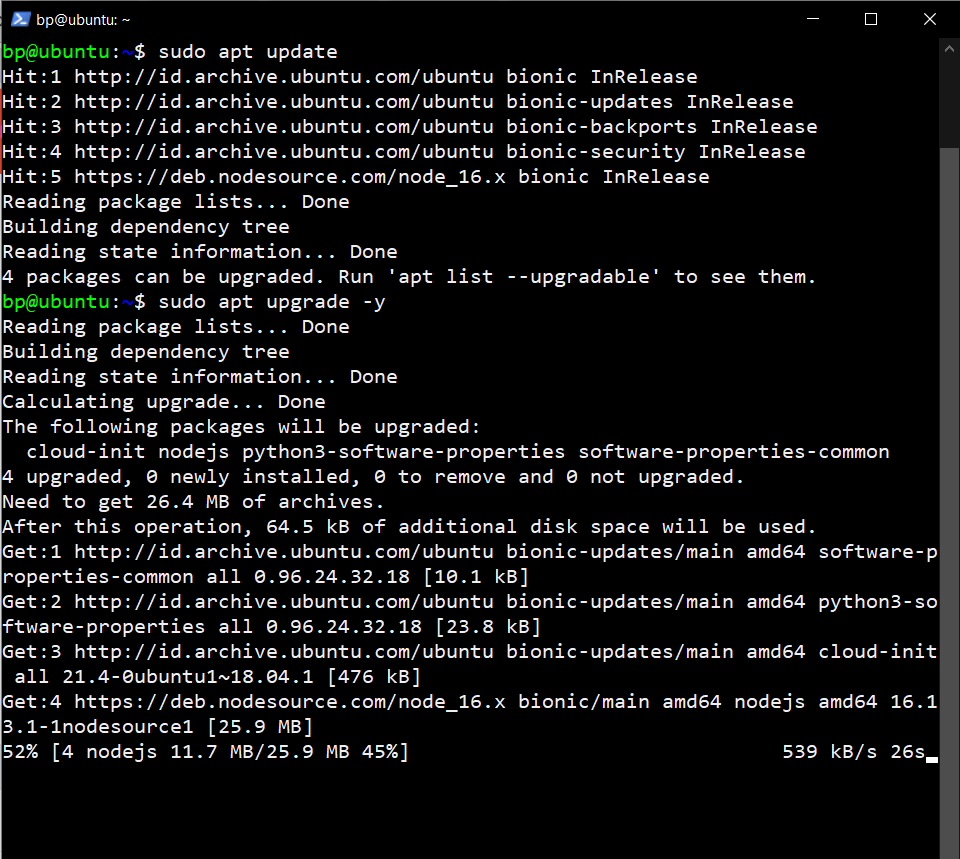 bp@ubuntu: ~
bp@ubuntu:~$ sudo apt update
Hit:1 http://id.archive.ubuntu.com/ubuntu bionic InRelease
Hit:2 http://id.archive.ubuntu.com/ubuntu bionic-updates InRelease
Hit:3 http://id.archive.ubuntu.com/ubuntu bionic-backports InRelease
Hit:4 http://id.archive.ubuntu.com/ubuntu bionic-security InRelease
Hit:5 https://deb.nodesource.com/node_16.x bionic InRelease
Reading package lists... Done
Building dependency tree
Reading state information... Done
4 packages can be upgraded. Run 'apt list --upgradable' to see them.
bp@ubuntu:~$ sudo apt upgrade -y
Reading package lists... Done
Building dependency tree
Reading state information... Done
Calculating upgrade... Done
The following packages will be upgraded:
  cloud-init nodejs python3-software-properties software-properties-common
4 upgraded, 0 newly installed, 0 to remove and 0 not upgraded.
Need to get 26.4 MB of archives.
After this operation, 64.5 kB of additional disk space will be used.
Get:1 http://id.archive.ubuntu.com/ubuntu bionic-updates/main amd64 software-p
roperties-common all 0.96.24.32.18 [10.1 kB]
Get:2 http://id.archive.ubuntu.com/ubuntu bionic-updates/main amd64 python3-so
ftware-properties all 0.96.24.32.18 [23.8 kB]
Get:3 http://id.archive.ubuntu.com/ubuntu bionic-updates/main amd64 cloud-init
 all 21.4-0ubuntu1~18.04.1 [476 kB]
Get:4 https://deb.nodesource.com/node_16.x bionic/main amd64 nodejs amd64 16.1
3.1-1nodesource1 [25.9 MB]
52% [4 nodejs 11.7 MB/25.9 MB 45%] 539 kB/s 26s